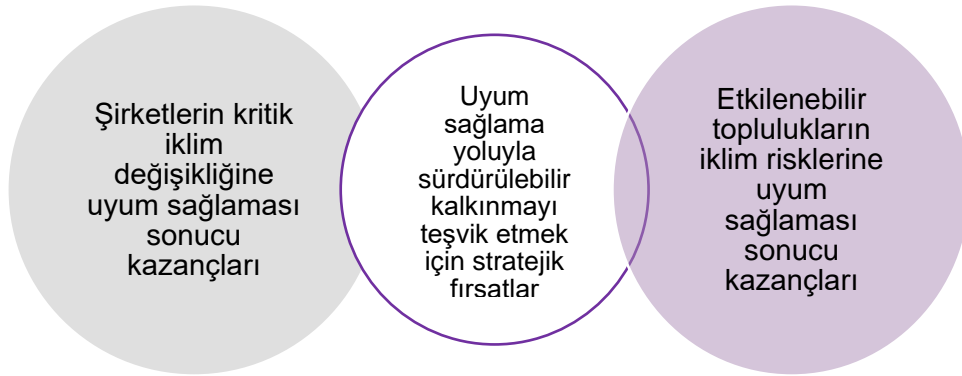 Şirketlerin kritik
iklim
değişikliğine
uyum sağlaması
sonucu
kazançları
Uyum
sağlama
yoluyla
sürdürülebilir
kalkınmayı
teşvik etmek
için stratejik
fırsatlar
Etkilenebilir
toplulukların
iklim risklerine
uyum
sağlaması
sonucu
kazançları